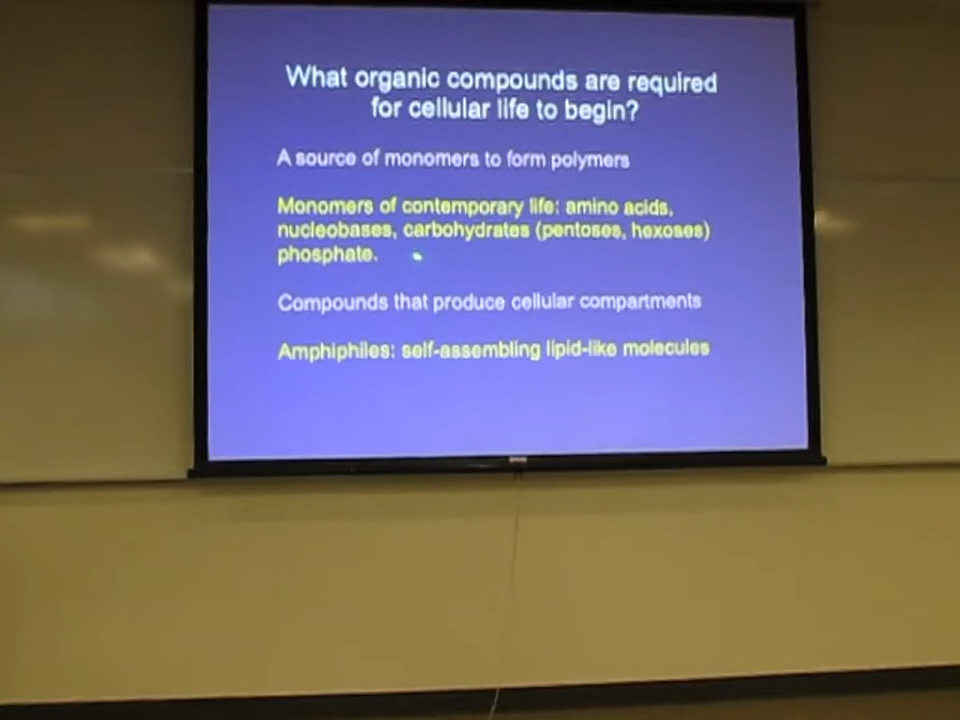 What organic compounds are required
for cellular life to begin?
A source of monomers to form polymers
Monomers of contemporary life: amino acids,
nucleobases, carbohydrates (pentoses, hexoses)
phosphate.
Compounds that produce cellular compartments
Amphiphiles: self-assembling lipid-like molecules